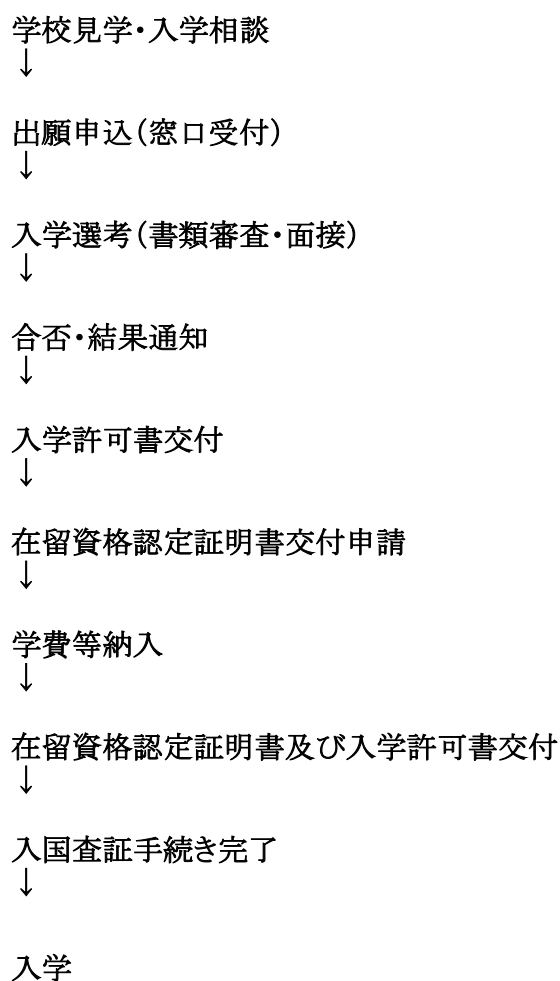 学校見学・入学相談
↓
出願申込（窓口受付）
↓
入学選考（書類審査・面接）
↓
合否・結果通知
↓
入学許可書交付
↓
在留資格認定証明書交付申請
↓
学費等納入
↓
在留資格認定証明書及び入学許可書交付
↓
入国査証手続き完了
↓
入学